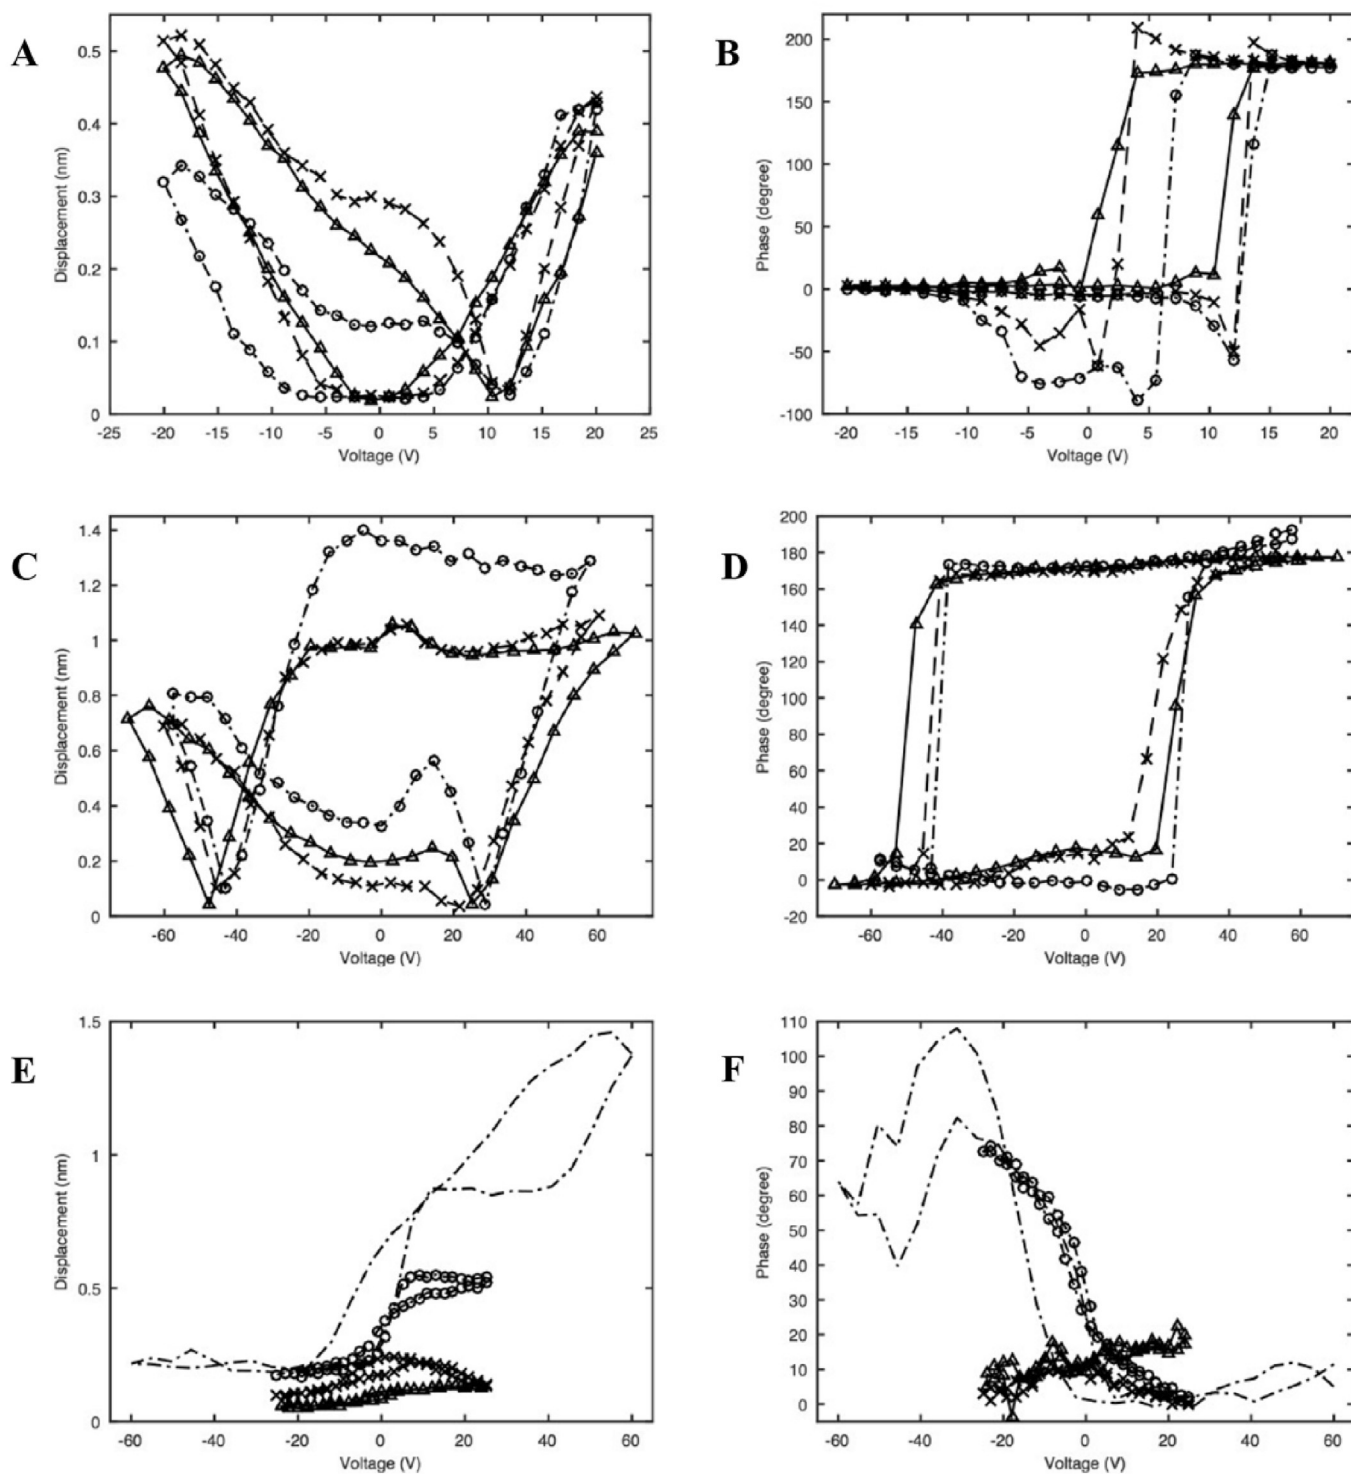 A
Displacement (nm)
0.5
0.4
0.3
0.2
0.1
0
-25 -20 -15 -10 -5 0 5 10 15 20 25
Voltage (V)
B
Phase (degree)
200
150
100
50
0
-50
-100
-20 -15 -10 -5 0 5 10 15 20
Voltage (V)
C
Displacement (nm)
1.4
1.2
1
0.8
0.6
0.4
0.2
0
-60 -40 -20 0 20 40 60
Voltage (V)
D
Phase (degree)
200
180
160
140
120
100
80
60
40
20
0
-20
-60 -40 -20 0 20 40 60
Voltage (V)
E
Displacement (nm)
1.5
1
0.5
0
-60 -40 -20 0 20 40 60
Voltage (V)
F
Phase (degree)
110
100
90
80
70
60
50
40
30
20
10
0
-60 -40 -20 0 20 40 60
Voltage (V)